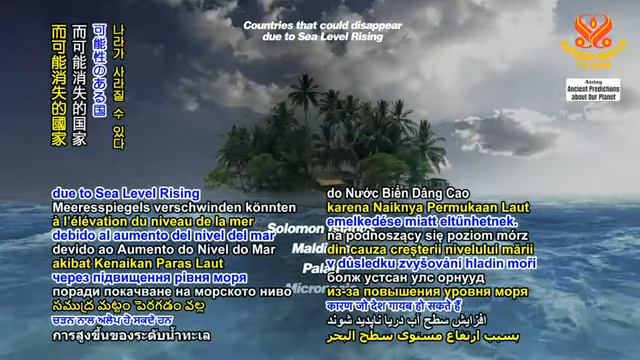 Countries that could disappear
due to Sea Level Rising
나라가 사라질 수 있다
可能性のある国
而可能消失的国家
而可能消失的國家
Airing
Ancient Predictions
about Our Planet
due to Sea Level Rising
Meeresspiegels verschwinden könnten
à l'élévation du niveau de la mer
debido al aumento del nivel del mar
devido ao Aumento do Nível do Mar
akibat Kenaikan Paras Laut
через підвищення рівня моря
поради покачване на морското ниво
సముద్ర మట్టం పెరగడం వల్ల
ਚੜਨ ਨਾਲ ਅਲੋਪ ਹੋ ਸਕਦੇ ਹਨ
การสูงขึ้นของระดับน้ำทะเล
do Nước Biển Dâng Cao
karena Naiknya Permukaan Laut
emelkedése miatt eltűnhetnek.
na podnoszący się poziom mórz
din cauza creșterii nivelului mării
v důsledku zvyšování hladin moří
болж устсан улс орнууд
из-за повышения уровня моря
कारण जो देश गायब हो सकते हैं
افزایش سطح آب دریا ناپدید شوند
بسبب ارتفاع مستوى سطح البحر
Solomon Islands
Palau